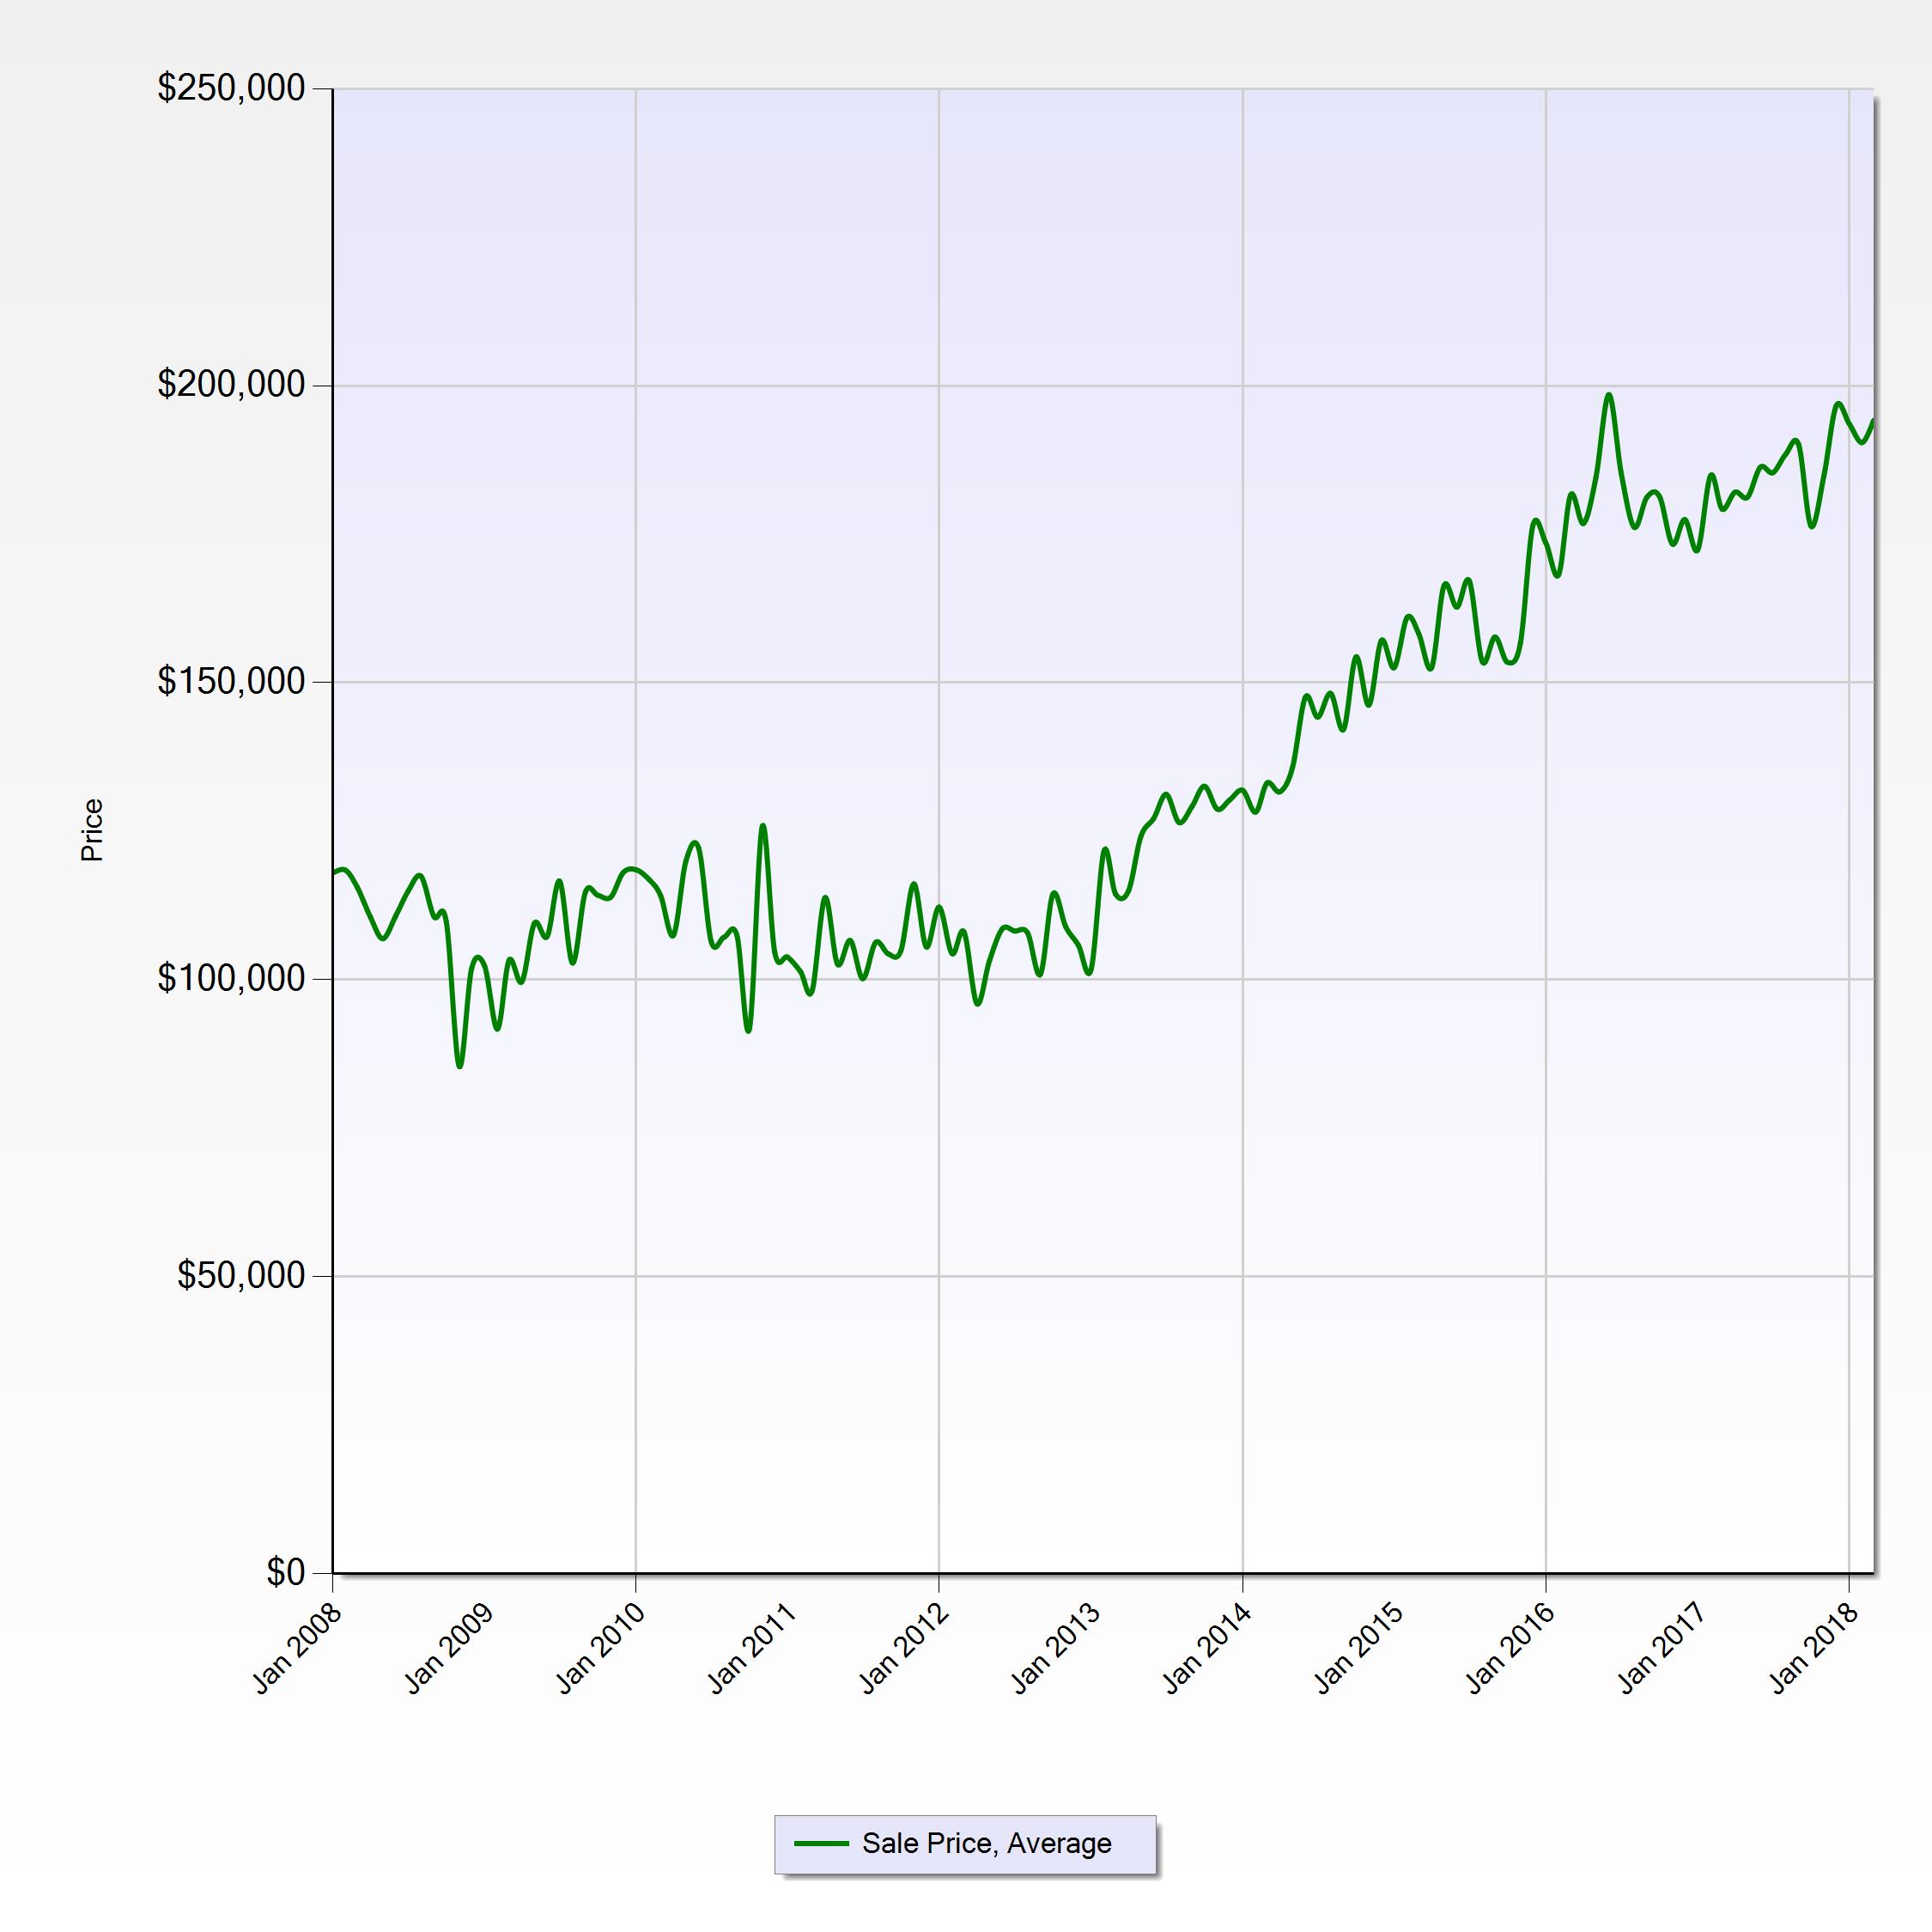 $250,000
$200,000
$150,000
$100,000
$50,000
$0
Price
Jan 2008
Jan 2009
Jan 2010
Jan 2011
Jan 2012
Jan 2013
Jan 2014
Jan 2015
Jan 2016
Jan 2017
Jan 2018
Sale Price, Average